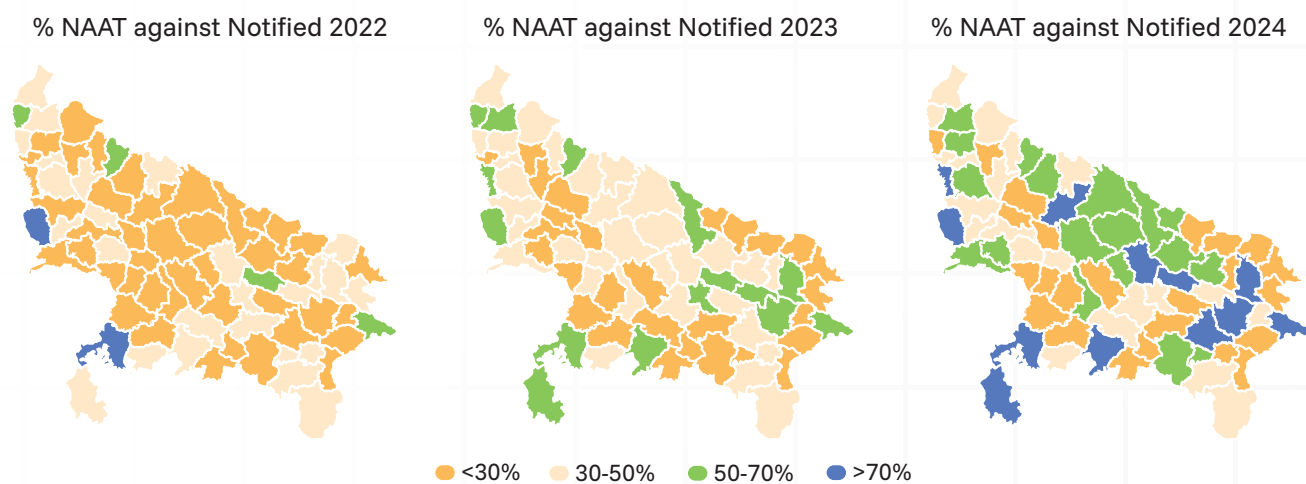 % NAAT against Notified 2022
% NAAT against Notified 2023
% NAAT against Notified 2024
<30%
30-50%
50-70%
>70%